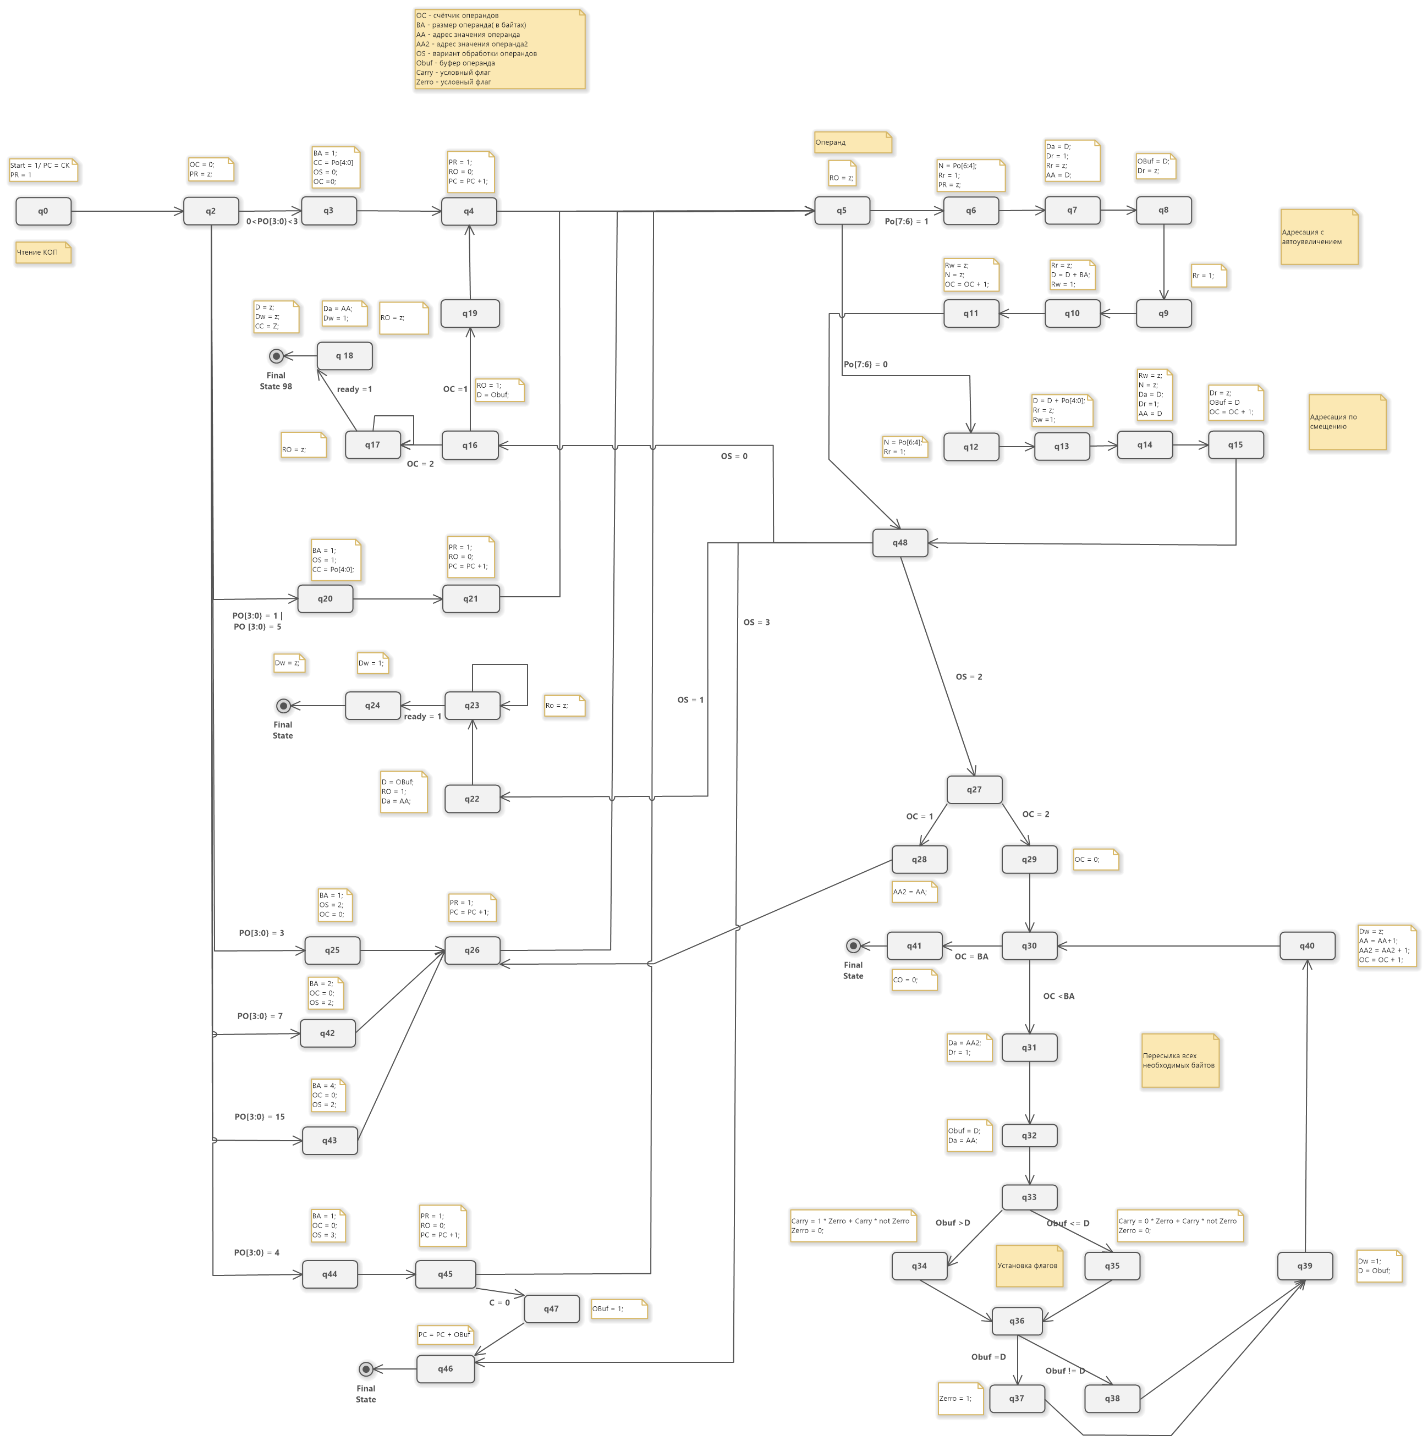 OC - счётчик операндов
BA - размер операнда( в байтах)
AA - адрес значения операнда
AA2 - адрес значения операнда2
OS - вариант обработки операндов
Obuf - буфер операнда
Carry - условный флаг
Zerro - условный флаг
Start = 1/ PC = СК
PR = 1
q0
Чтение КОП
OC = 0;
PR = z;
q2
0<PO[3:0}<3
BA = 1;
CC = Po[4:0]
OS = 0;
OC =0;
q3
PR = 1;
RO = 0;
PC = PC +1;
q4
Операнд
RO = z;
q5
Po[7:6} = 1
N = Po[6:4];
Rr = 1;
PR = z;
q6
Da = D;
Dr = 1;
Rr = z;
AA = D;
q7
OBuf = D;
Dr = z;
q8
Адресация с
автоувеличением
Rw = z;
N = z;
OC = OC + 1;
q11
Rr = z;
D = D + BA;
Rw = 1;
q10
Rr = 1;
q9
D = z;
Dw = z;
CC = Z;
Da = AA;
Dw = 1;
RO = z;
q19
q 18
Final
State 98
ready =1
OC =1
RO = 1;
D = Obuf;
Po[7:6) = 0
RO = z;
q17
OC = 2
q16
OS = 0
N = Po[6:4];
Rr = 1;
q12
D = D + Po[4:0];
Rr = z;
Rw =1;
q13
Rw = z;
N = z;
Da = D;
Dr =1;
AA = D
q14
Dr = z;
OBuf = D
OC = OC + 1;
q15
Адресация по
смещению
q48
BA = 1;
OS = 1;
CC = Po[4:0];
q20
PR = 1;
RO = 0;
PC = PC +1;
q21
PO[3:0) = 1 |
PO [3:0) = 5
OS = 3
OS = 2
OS = 1
Dw = z;
Dw = 1;
q24
ready = 1
q23
Ro = z;
Final
State
D = OBuf;
RO = 1;
Da = AA;
q22
q27
OC = 1
OC = 2
q28
AA2 = AA;
q29
OC = 0;
BA = 1;
OS = 2;
OC = 0:
PO[3:0) = 3
q25
PR = 1;
PC = PC +1;
q26
Final
State
q41
CO = 0;
OC = BA
q30
q40
Dw = z;
AA = AA+1;
AA2 = AA2 + 1;
OC = OC + 1;
BA = 2;
OC = 0;
OS = 2;
PO[3:0) = 7
q42
OC <BA
Da = AA2;
Dr = 1;
q31
Пересылка всех
необходимых байтов
BA = 4;
OC = 0;
OS = 2;
PO[3:0) = 15
q43
Obuf = D;
Da = AA;
q32
q33
BA = 1;
OC = 0;
OS = 3;
PO[3:0) = 4
q44
PR = 1;
RO = 0;
PC = PC +1;
q45
Carry = 1 * Zerro + Carry * not Zerro
Zerro = 0;
Obuf >D
Obuf <= D
Carry = 0 * Zerro + Carry * not Zerro
Zerro = 0;
q34
Установка флагов
q35
q39
Dw =1;
D = Obuf;
C = 0
q47
OBuf = 1;
q36
PC = PC + OBuf
q46
Final
State
Obuf =D
Obuf != D
Zerro = 1;
q37
q38